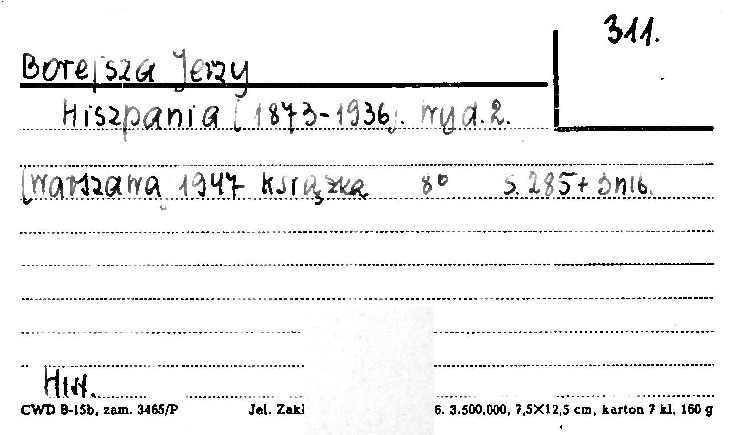 311.
Borejsza Jerzy
Hiszpania [1873-1936]. Wyd. 2.
[Warszawa] 1947 Książka 8° s. 285 + 3 nlb.
Hist.
CWD B-15b, zam. 3465/P Jel. Zakł 6. 3.500.000, 7,5×12,5 cm, karton 7 kl. 160 g